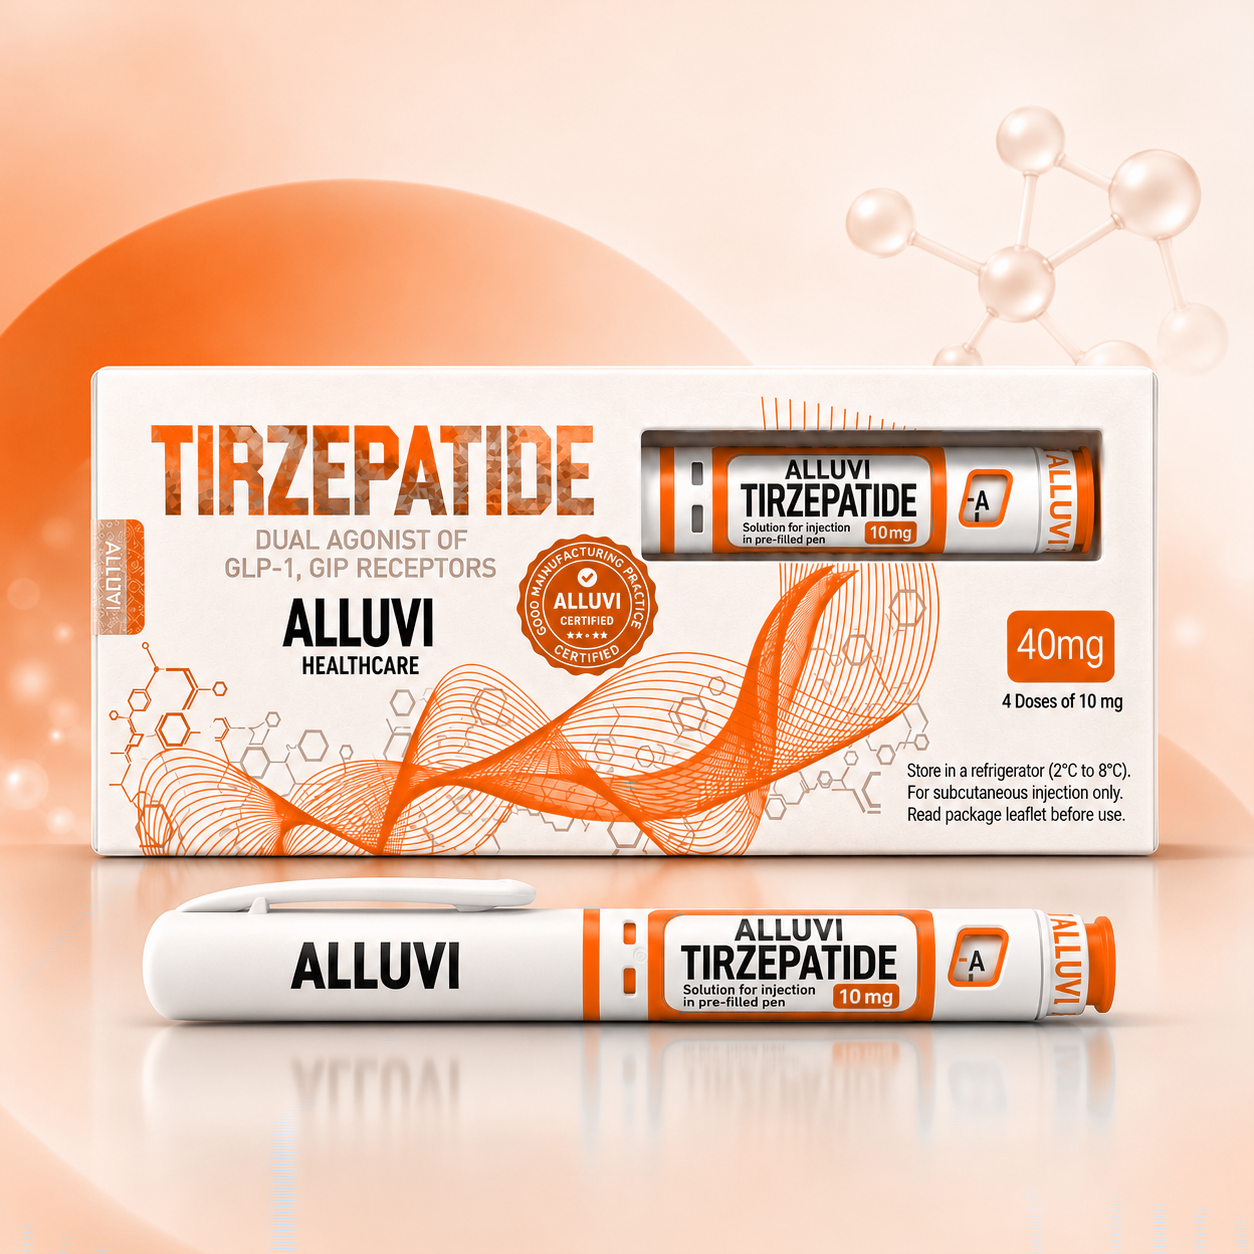 TIRZEPATIDE
DUAL AGONIST OF
GLP-1, GIP RECEPTORS
ALLUVI
HEALTHCARE
ALLUVI
GOOD MAINUFACTURING PRACTICE
ALLUVI
CERTIFIED
CERTIFIED
ALLUVI
TIRZEPATIDE
Solution for injection
in pre-filled pen
10mg
-A
ALLUVI
40mg
4 Doses of 10 mg
Store in a refrigerator (2°C to 8°C).
For subcutaneous injection only.
Read package leaflet before use.
ALLUVI
ALLUVI
TIRZEPATIDE
Solution for injection
in pre-filled pen
10 mg
-A
ALLUVI